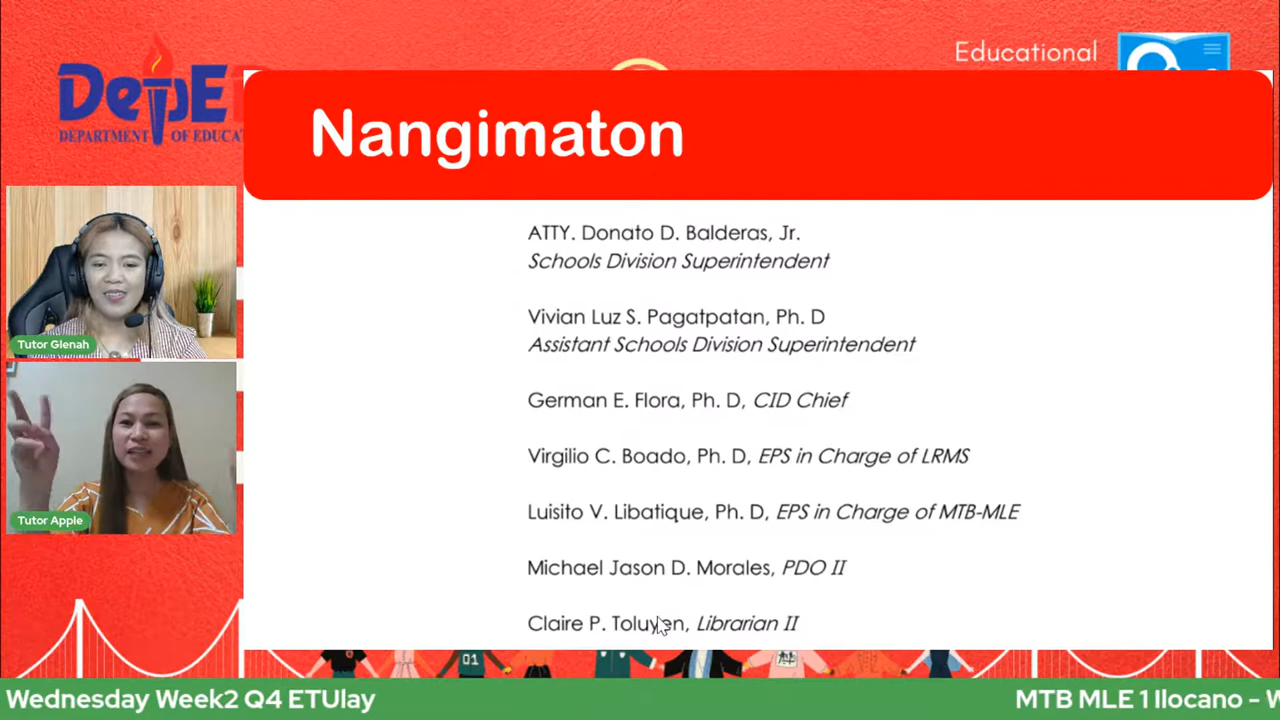 DepE
DEPARTMENT OF EDUCA
Educational
Nangimaton
ATTY. Donato D. Balderas, Jr.
Schools Division Superintendent
Vivian Luz S. Pagatpatan, Ph. D
Assistant Schools Division Superintendent
German E. Flora, Ph. D, CID Chief
Virgilio C. Boado, Ph. D, EPS in Charge of LRMS
Luisito V. Libatique, Ph. D, EPS in Charge of MTB-MLE
Michael Jason D. Morales, PDO II
Claire P. Toluyen, Librarian II
Tutor Glenah
Tutor Apple
01
Wednesday Week2 Q4 ETUlay
MTB MLE 1 Ilocano - W